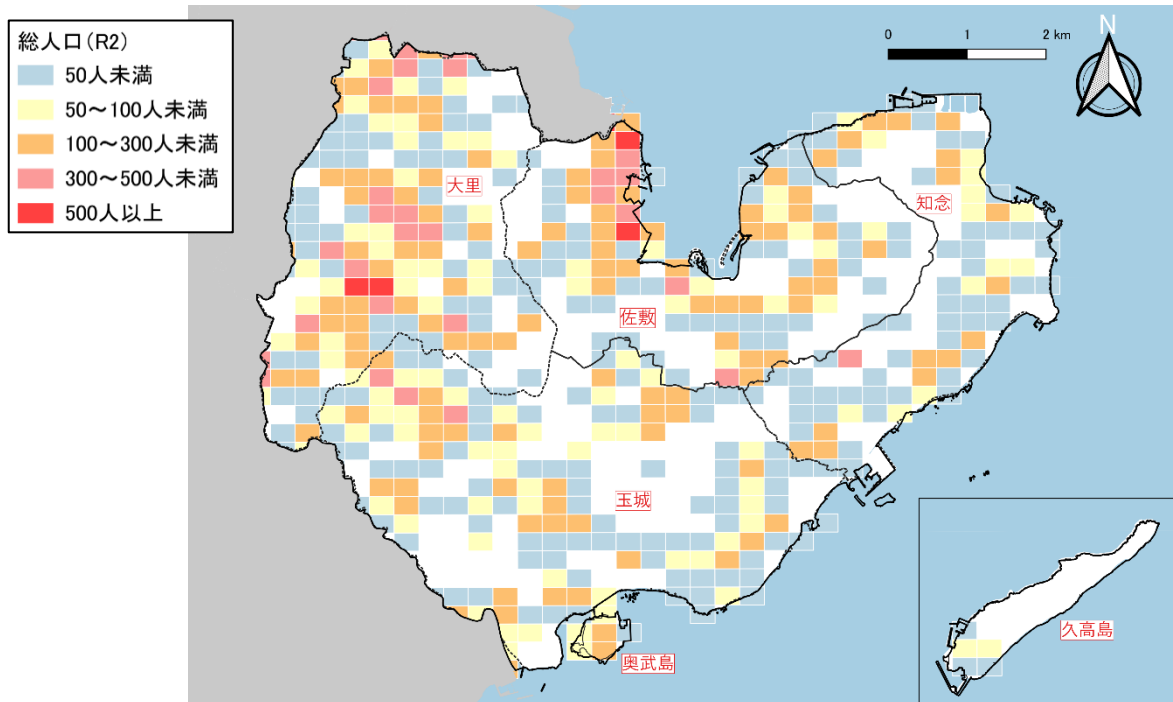 総人口(R2)
50人未満
50～100人未満
100～300人未満
300～500人未満
500人以上
0 1 2 km
N
大里
知念
佐敷
玉城
奥武島
久高島